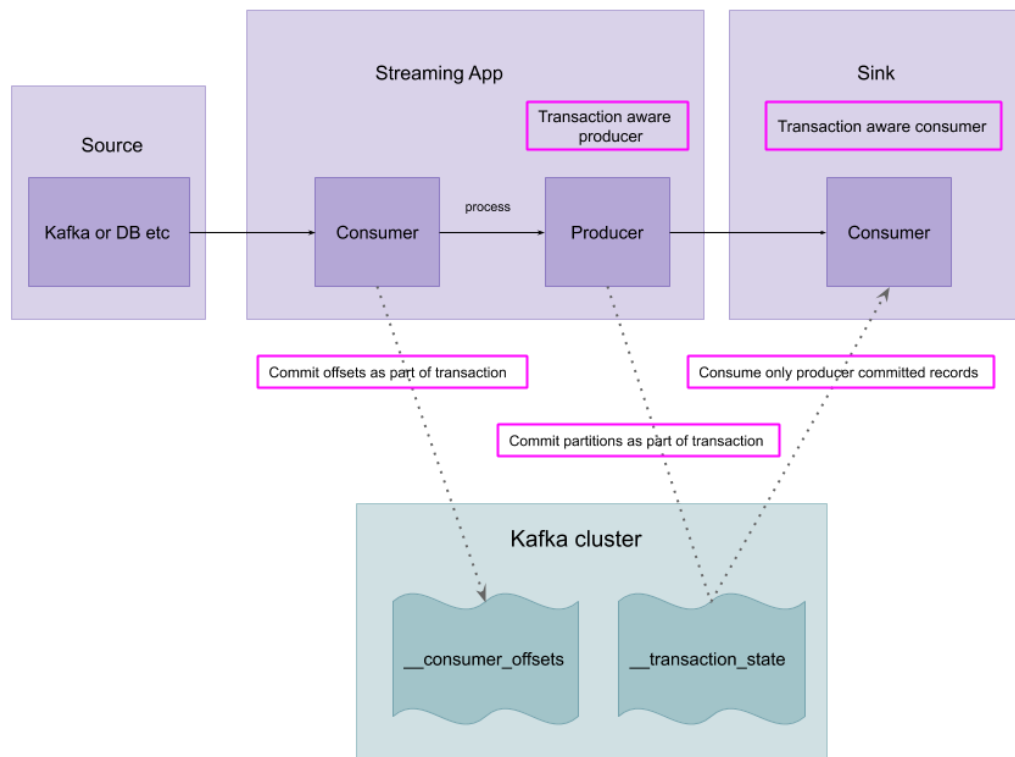 Streaming App
Sink
Transaction aware
producer
Transaction aware consumer
Source
Kafka or DB etc
Consumer
process
Producer
Consumer
Commit offsets as part of transaction
Consume only producer committed records
Commit partitions as part of transaction
Kafka cluster
__consumer_offsets
__transaction_state